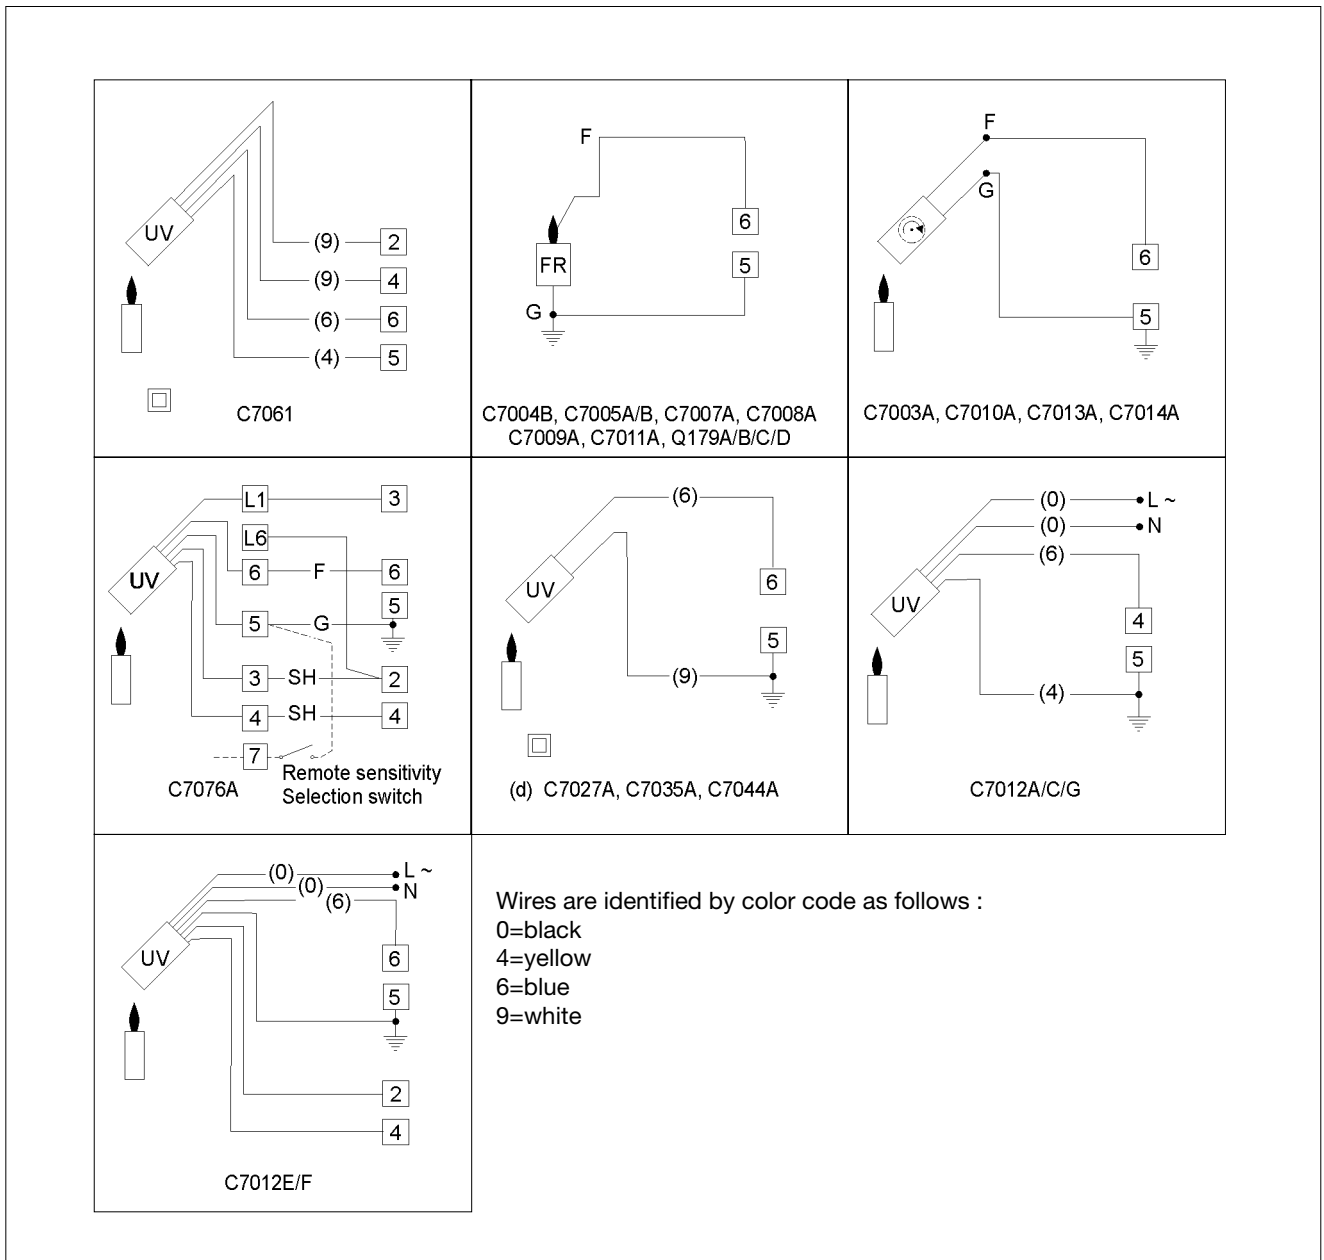 UV
(9) 2
(9) 4
(6) 6
(4) 5
C7061
F
6
FR
5
G
C7004B, C7005A/B, C7007A, C7008A
C7009A, C7011A, Q179A/B/C/D
F
G
6
5
C7003A, C7010A, C7013A, C7014A
L1 3
L6
UV
6 F 6
5
5 G
3 SH 2
4 SH 4
7
Remote sensitivity
Selection switch
C7076A
(6)
UV
6
5
(9)
(d) C7027A, C7035A, C7044A
(0) L ~
(0) N
(6)
UV
4
5
(4)
C7012A/C/G
(0) L ~
(0) N
(6)
UV
6
5
2
4
C7012E/F
Wires are identified by color code as follows :
0=black
4=yellow
6=blue
9=white